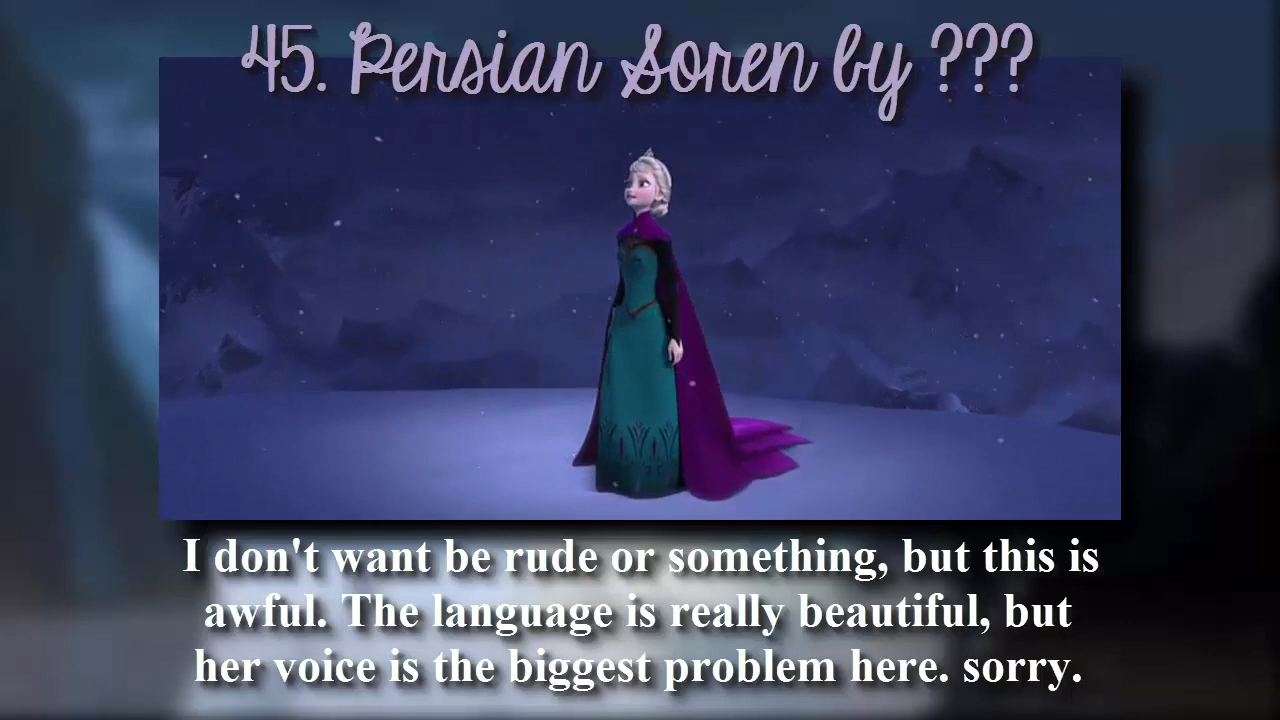 45. Persian Soren by ???
I don't want be rude or something, but this is
awful. The language is really beautiful, but
her voice is the biggest problem here. sorry.